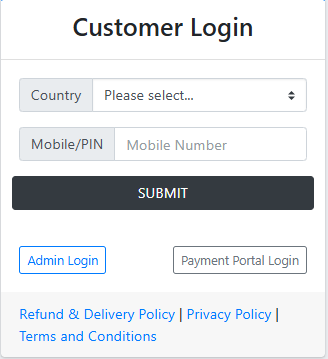 Customer Login
Country Please select...
Mobile/PIN Mobile Number
SUBMIT
Admin Login Payment Portal Login
Refund & Delivery Policy | Privacy Policy |
Terms and Conditions